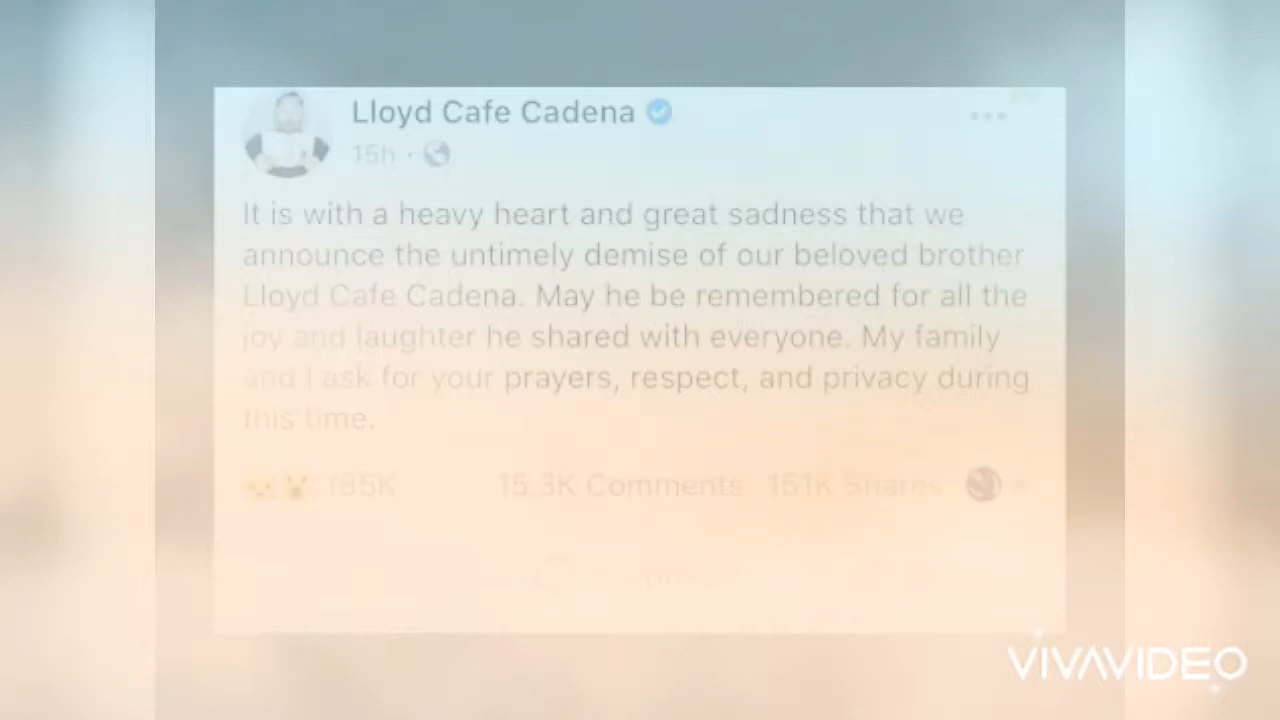 Lloyd Cafe Cadena
15h ·
It is with a heavy heart and great sadness that we
announce the untimely demise of our beloved brother
Lloyd Cafe Cadena. May he be remembered for all the
joy and laughter he shared with everyone. My family
and I ask for your prayers, respect, and privacy during
this time.
185K 15.3K Comments 151K Shares
VIVAVIDEO